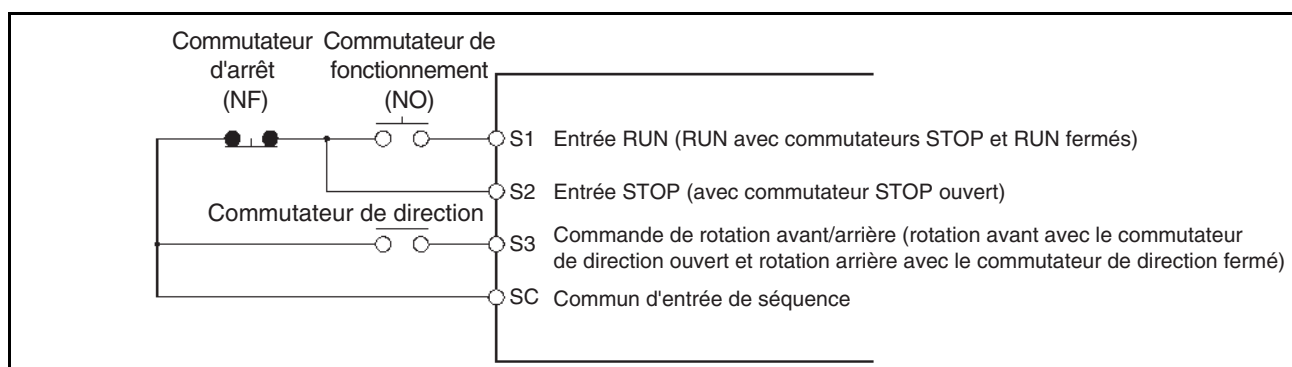 Commutateur
d'arrêt
(NF)
Commutateur de
fonctionnement
(NO)
S1 Entrée RUN (RUN avec commutateurs STOP et RUN fermés)
S2 Entrée STOP (avec commutateur STOP ouvert)
Commutateur de direction
S3 Commande de rotation avant/arrière (rotation avant avec le commutateur
de direction ouvert et rotation arrière avec le commutateur de direction fermé)
SC Commun d'entrée de séquence